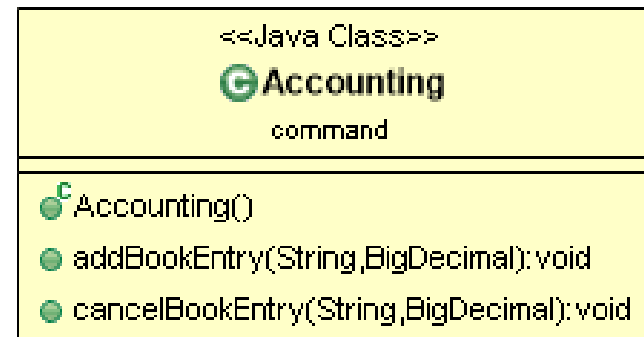 <<Java Class>>
Accounting
command
Accounting()
addBookEntry(String,BigDecimal):void
cancelBookEntry(String,BigDecimal):void